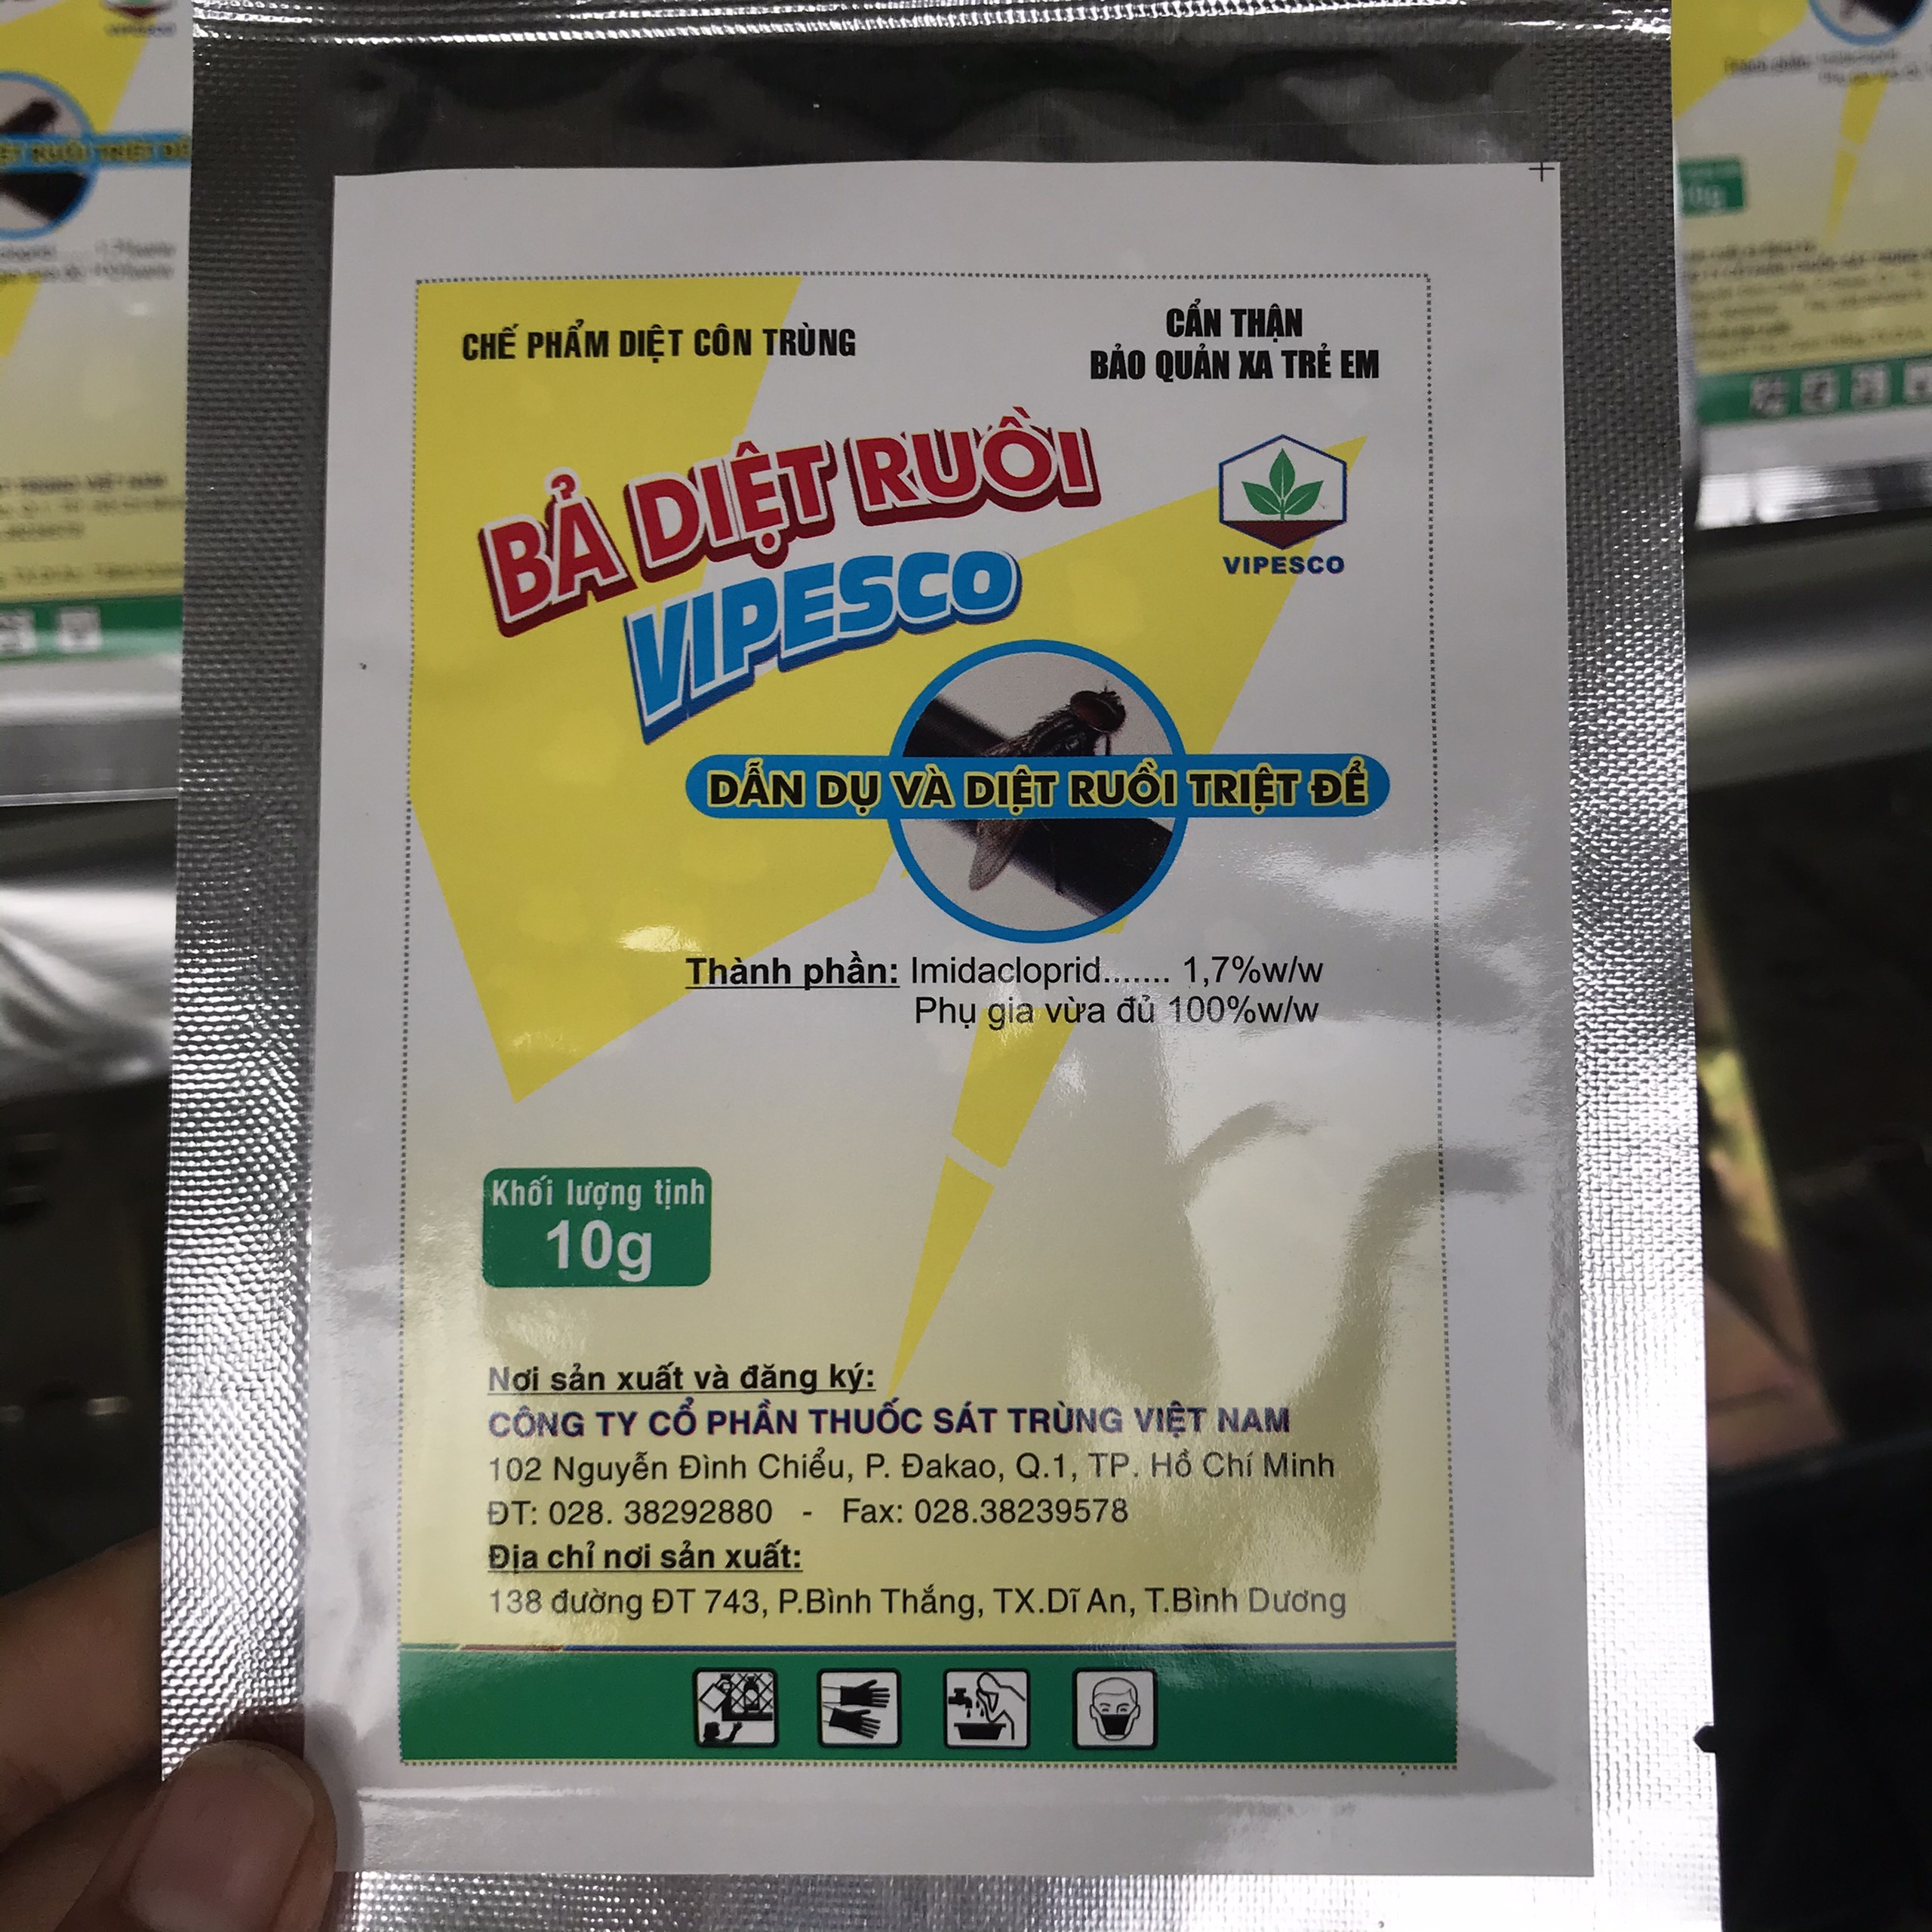 CHẾ PHẨM DIỆT CÔN TRÙNG
CẨN THẬN
BẢO QUẢN XA TRẺ EM
BẢ DIỆT RUỒI
VIPESCO
VIPESCO
DẪN DỤ VÀ DIỆT RUỒI TRIỆT ĐỂ
Thành phần: Imidacloprid....... 1,7%w/w
Phụ gia vừa đủ 100%w/w
Khối lượng tịnh
10g
Nơi sản xuất và đăng ký:
CÔNG TY CỔ PHẦN THUỐC SÁT TRÙNG VIỆT NAM
102 Nguyễn Đình Chiểu, P. Đakao, Q.1, TP. Hồ Chí Minh
ĐT: 028. 38292880 - Fax: 028.38239578
Địa chỉ nơi sản xuất:
138 đường ĐT 743, P.Bình Thắng, TX.Dĩ An, T.Bình Dương